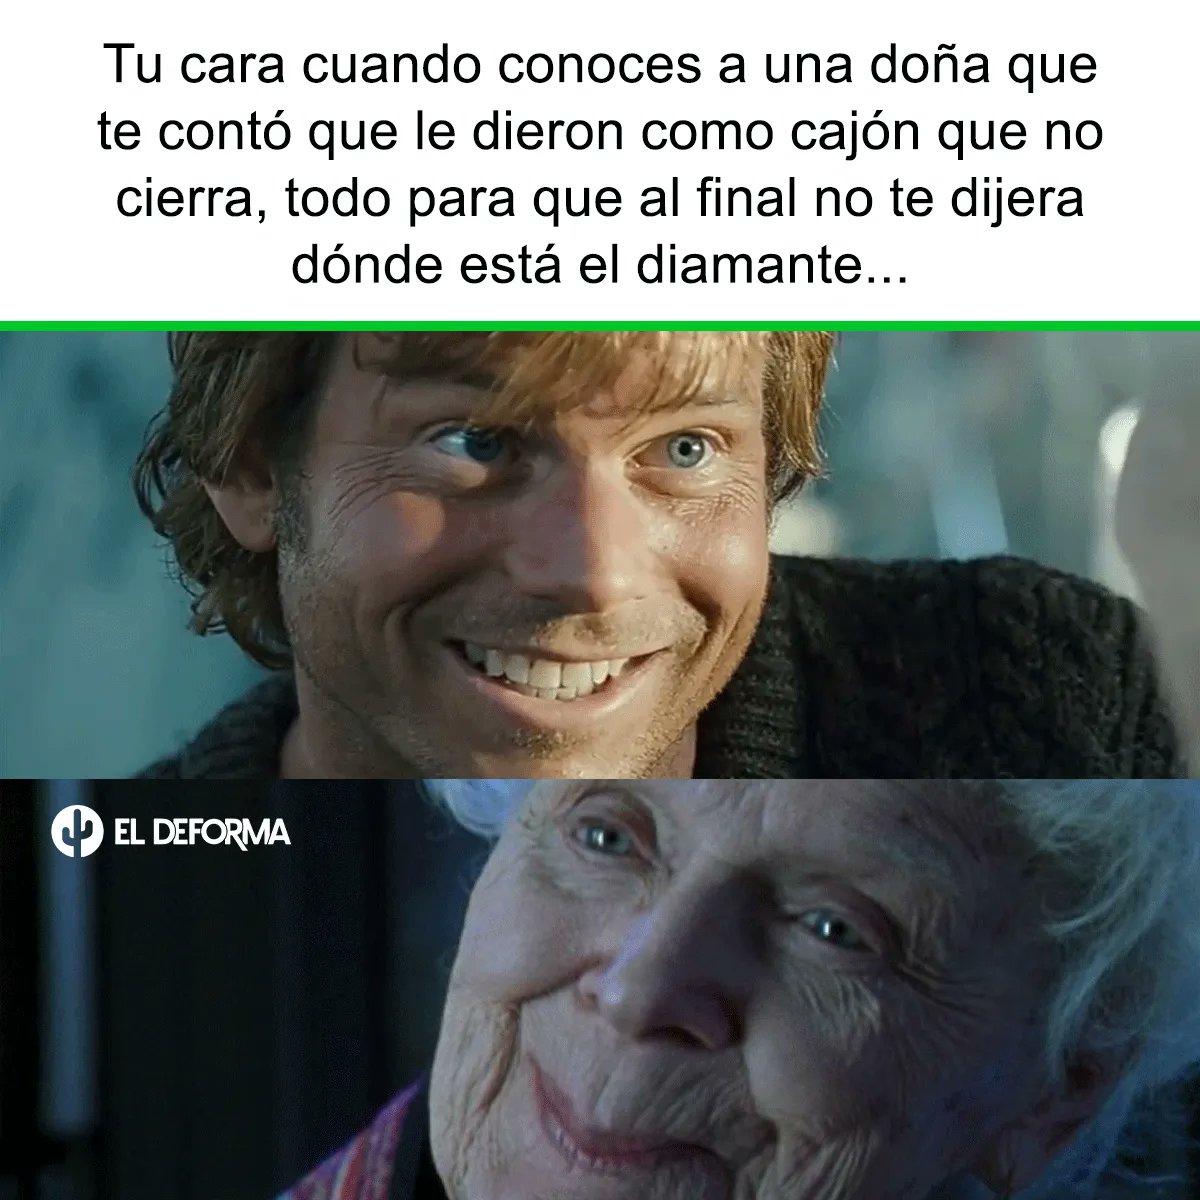 Tu cara cuando conoces a una doña que
te contó que le dieron como cajón que no
cierra, todo para que al final no te dijera
dónde está el diamante...
EL DEFORMA